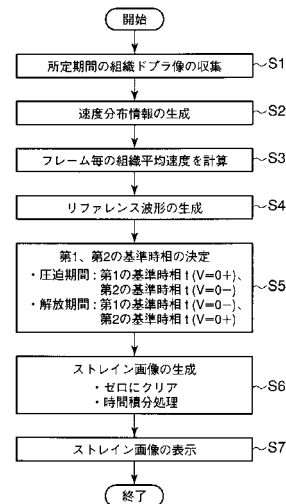 開始
所定期間の組織ドプラ像の収集 S1
速度分布情報の生成 S2
フレーム毎の組織平均速度を計算 S3
リファレンス波形の生成 S4
第1、第2の基準時相の決定
・圧迫期間:第1の基準時相 t (V=0+)、
第2の基準時相 t (V=0−)
・解放期間:第1の基準時相 t (V=0−)、
第2の基準時相 t (V=0+)
S5
ストレイン画像の生成
・ゼロにクリア
・時間積分処理
S6
ストレイン画像の表示 S7
終了